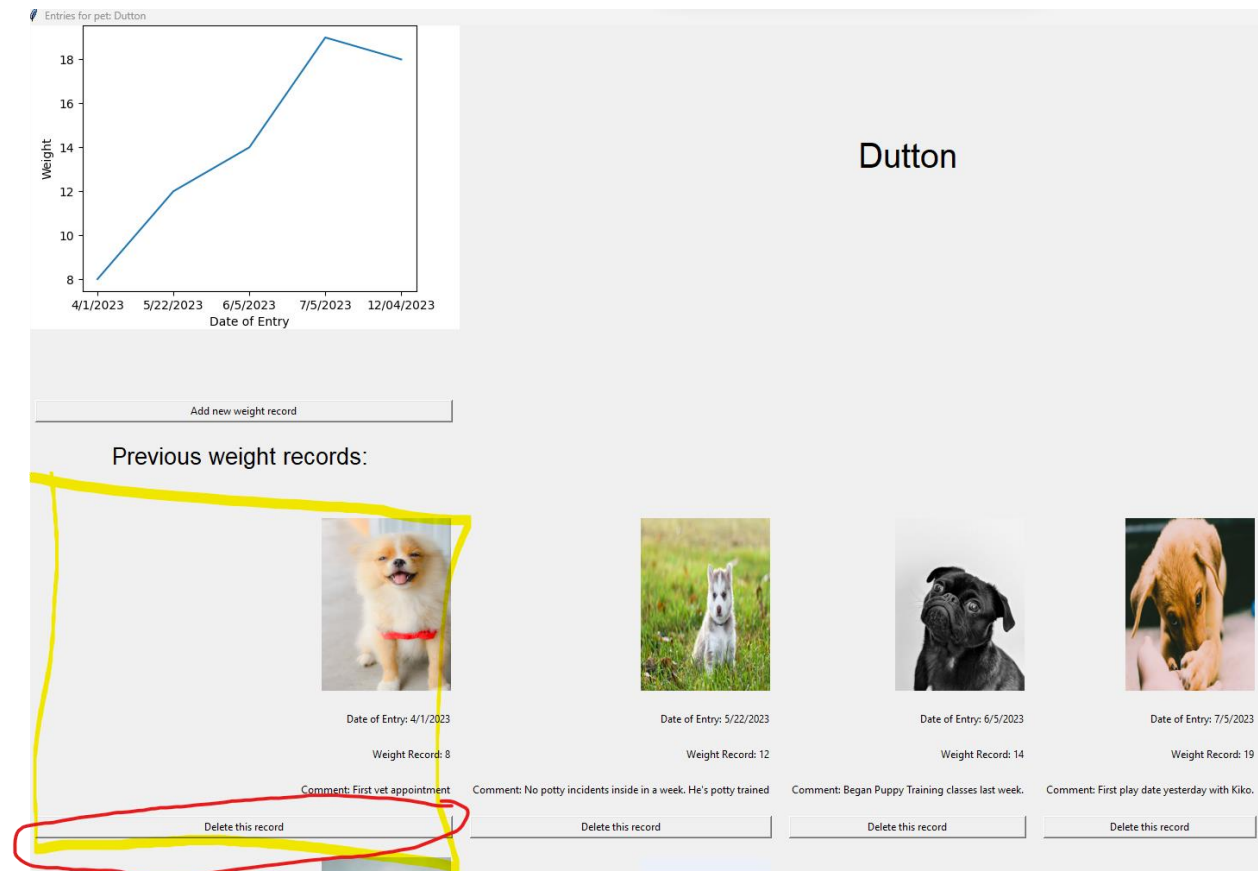 Entries for pet: Dutton
18
16
14
12
10
8
Weight
4/1/2023 5/22/2023 6/5/2023 7/5/2023 12/04/2023
Date of Entry
Dutton
Add new weight record
Previous weight records:
Date of Entry: 4/1/2023 Date of Entry: 5/22/2023 Date of Entry: 6/5/2023 Date of Entry: 7/5/2023
Weight Record: 8 Weight Record: 12 Weight Record: 14 Weight Record: 19
Comment: First vet appointment Comment: No potty incidents inside in a week. He's potty trained Comment: Began Puppy Training classes last week. Comment: First play date yesterday with Kiko.
Delete this record Delete this record Delete this record Delete this record